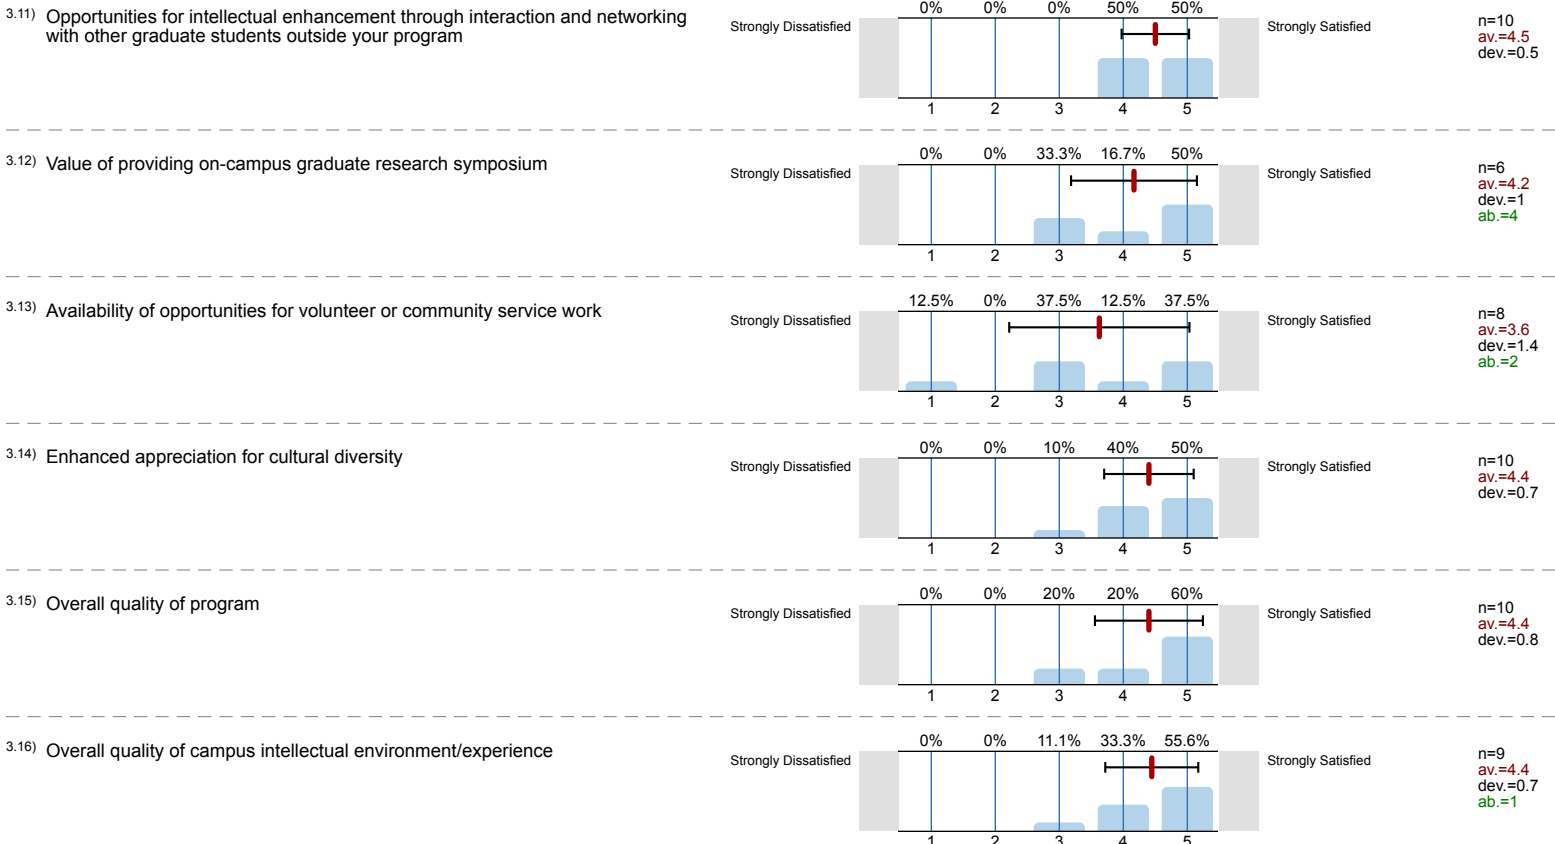 3.11) Opportunities for intellectual enhancement through interaction and networking
with other graduate students outside your program
Strongly Dissatisfied
0% 0% 0% 50% 50%
1 2 3 4 5
Strongly Satisfied
n=10
av.=4.5
dev.=0.5
3.12) Value of providing on-campus graduate research symposium
Strongly Dissatisfied
0% 0% 33.3% 16.7% 50%
1 2 3 4 5
Strongly Satisfied
n=6
av.=4.2
dev.=1
ab.=4
3.13) Availability of opportunities for volunteer or community service work
Strongly Dissatisfied
12.5% 0% 37.5% 12.5% 37.5%
1 2 3 4 5
Strongly Satisfied
n=8
av.=3.6
dev.=1.4
ab.=2
3.14) Enhanced appreciation for cultural diversity
Strongly Dissatisfied
0% 0% 10% 40% 50%
1 2 3 4 5
Strongly Satisfied
n=10
av.=4.4
dev.=0.7
3.15) Overall quality of program
Strongly Dissatisfied
0% 0% 20% 20% 60%
1 2 3 4 5
Strongly Satisfied
n=10
av.=4.4
dev.=0.8
3.16) Overall quality of campus intellectual environment/experience
Strongly Dissatisfied
0% 0% 11.1% 33.3% 55.6%
1 2 3 4 5
Strongly Satisfied
n=9
av.=4.4
dev.=0.7
ab.=1